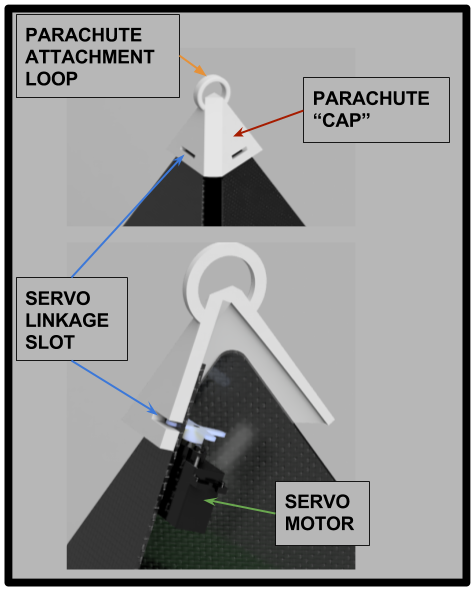 PARACHUTE
ATTACHMENT
LOOP
PARACHUTE
“CAP”
SERVO
LINKAGE
SLOT
SERVO
MOTOR